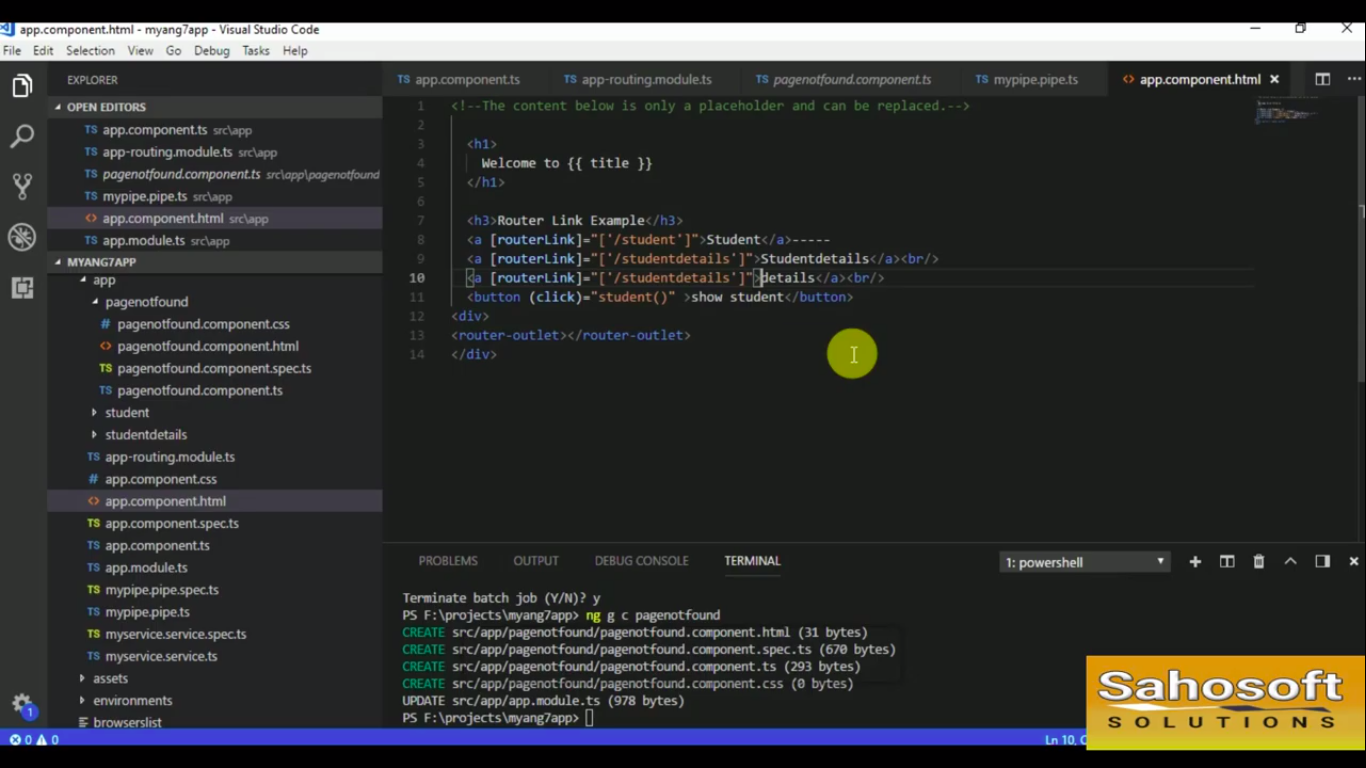 app.component.html - myang7app - Visual Studio Code
File Edit Selection View Go Debug Tasks Help
EXPLORER
OPEN EDITORS
TS app.component.ts src\app
TS app-routing.module.ts src\app
TS pagenotfound.component.ts src\app\pagenotfound
TS mypipe.pipe.ts src\app
<> app.component.html src\app
TS app.module.ts src\app
MYANG7APP
app
pagenotfound
# pagenotfound.component.css
<> pagenotfound.component.html
TS pagenotfound.component.spec.ts
TS pagenotfound.component.ts
student
studentdetails
TS app-routing.module.ts
# app.component.css
<> app.component.html
TS app.component.spec.ts
TS app.component.ts
TS app.module.ts
TS mypipe.pipe.spec.ts
TS mypipe.pipe.ts
TS myservice.service.spec.ts
TS myservice.service.ts
assets
environments
browserslist
TS app.component.ts TS app-routing.module.ts TS pagenotfound.component.ts TS mypipe.pipe.ts <> app.component.html
1 <!--The content below is only a placeholder and can be replaced.-->
2
3 <h1>
4 Welcome to {{ title }}
5 </h1>
6
7 <h3>Router Link Example</h3>
8 <a [routerLink]="['/student']">Student</a>-----
9 <a [routerLink]="['/studentdetails']">Studentdetails</a><br/>
10 <a [routerLink]="['/studentdetails']">details</a><br/>
11 <button (click)="student()" >show student</button>
12 <div>
13 <router-outlet></router-outlet>
14 </div>
PROBLEMS OUTPUT DEBUG CONSOLE TERMINAL 1: powershell
Terminate batch job (Y/N)? y
PS F:\projects\myang7app> ng g c pagenotfound
CREATE src/app/pagenotfound/pagenotfound.component.html (31 bytes)
CREATE src/app/pagenotfound/pagenotfound.component.spec.ts (670 bytes)
CREATE src/app/pagenotfound/pagenotfound.component.ts (293 bytes)
CREATE src/app/pagenotfound/pagenotfound.component.css (0 bytes)
UPDATE src/app/app.module.ts (978 bytes)
PS F:\projects\myang7app>
1
0 0
Ln 10,
Sahosoft
SOLUTIONS